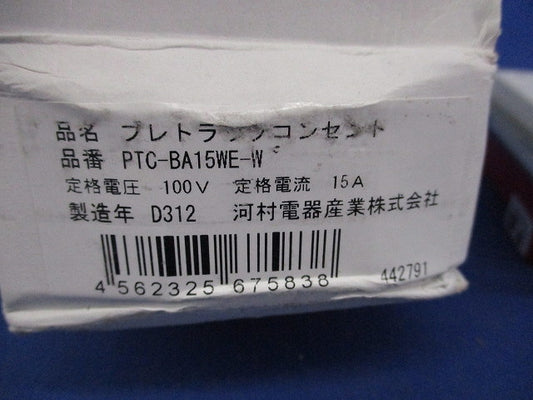 品名 プレトラックコンセント
品番 PTC-BA15WE-W
定格電圧 100V 定格電流 15A
製造年 D312 河村電器産業株式会社
4 562325 675838
442791